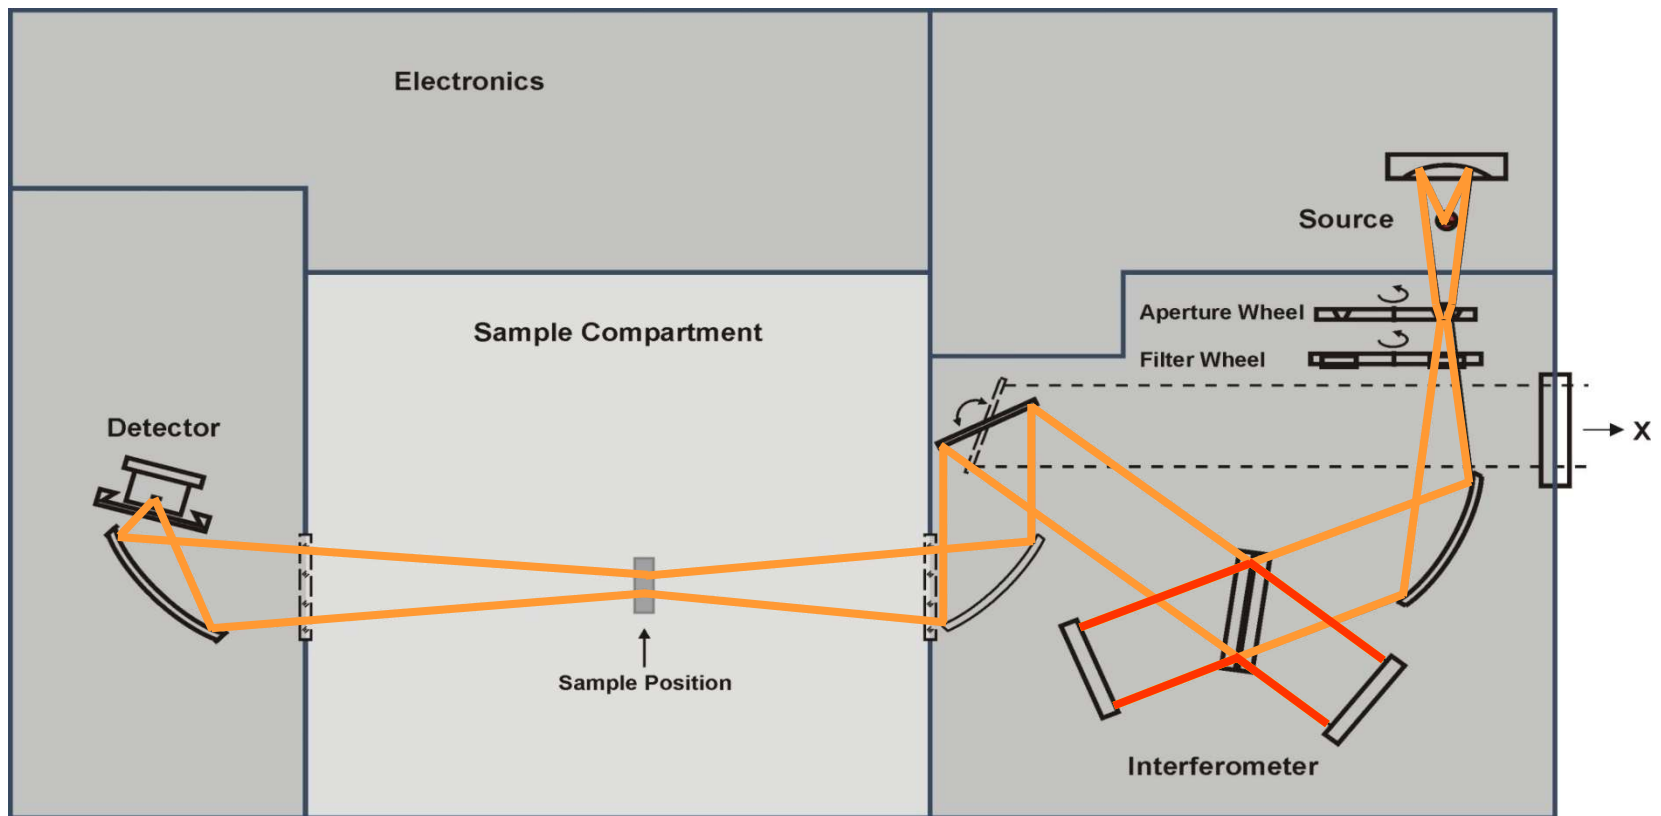 Electronics
Source
Aperture Wheel
Sample Compartment
Filter Wheel
Detector
X
Sample Position
Interferometer